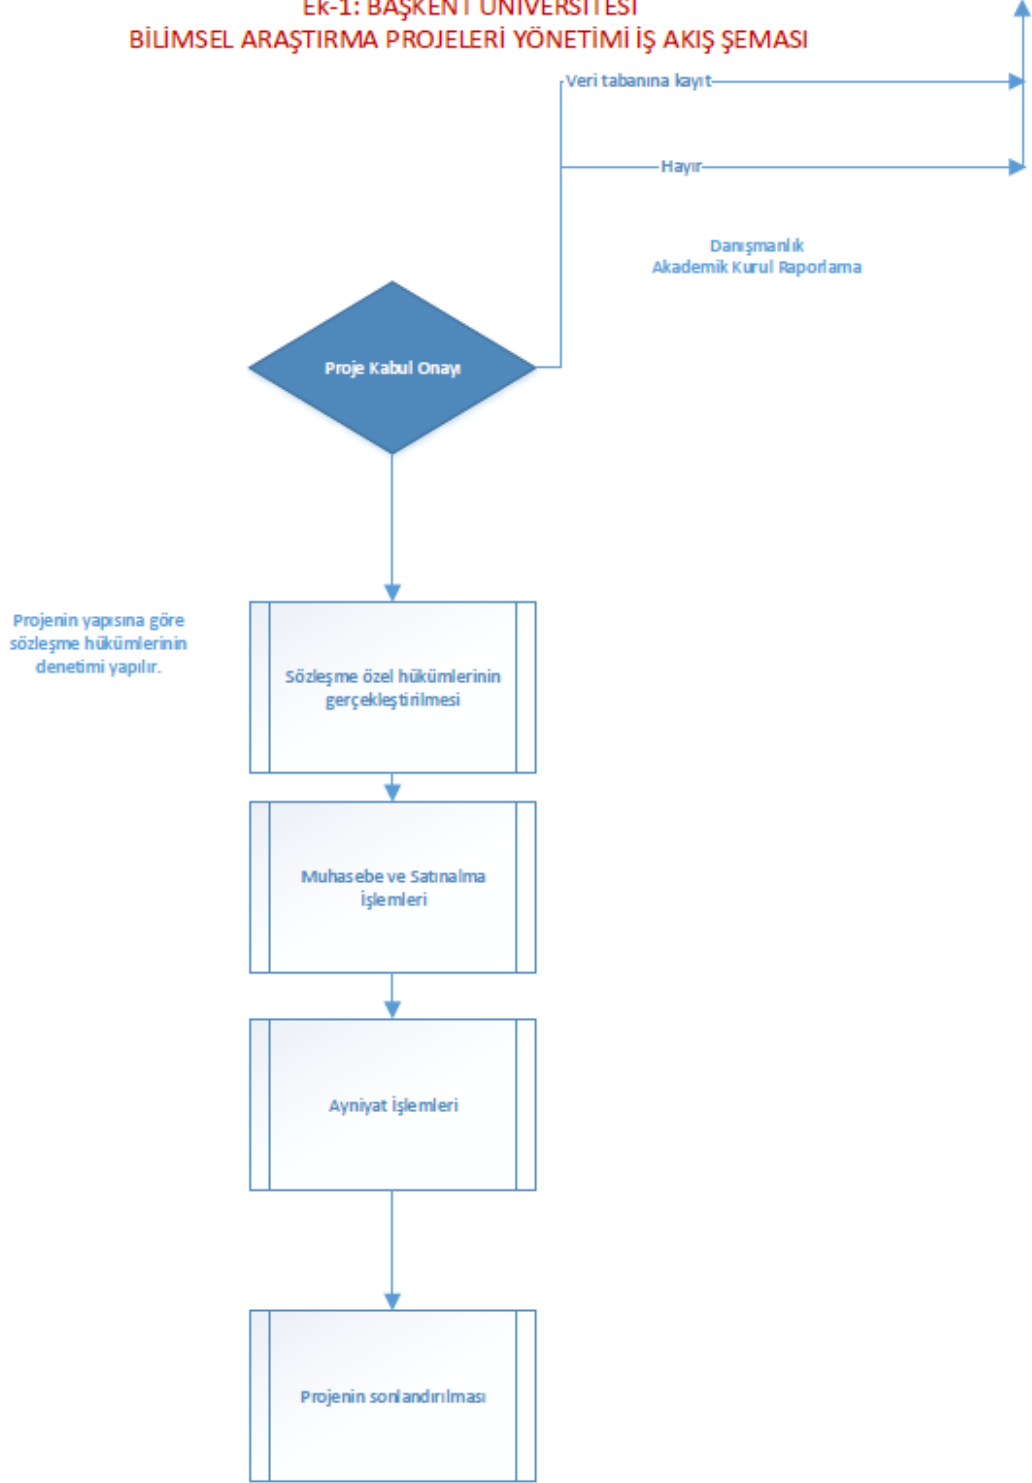 Ek-1: BAŞKENT ÜNİVERSİTESİ
BİLİMSEL ARAŞTIRMA PROJELERİ YÖNETİMİ İŞ AKIŞ ŞEMASI
Veri tabanına kayıt
Hayır
Danışmanlık
Akademik Kurul Raporlama
Proje Kabul Onayı
Projenin yapısına göre
sözleşme hükümlerinin
denetimi yapılır.
Sözleşme özel hükümlerinin
gerçekleştirilmesi
Muhasebe ve Satınalma
İşlemleri
Ayniyat İşlemleri
Projenin sonlandırılması